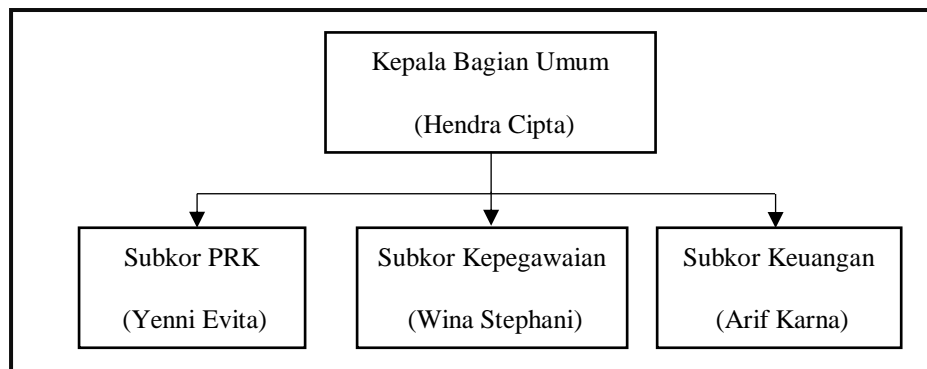 Kepala Bagian Umum
(Hendra Cipta)
Subkor PRK
(Yenni Evita)
Subkor Kepegawaian
(Wina Stephani)
Subkor Keuangan
(Arif Karna)